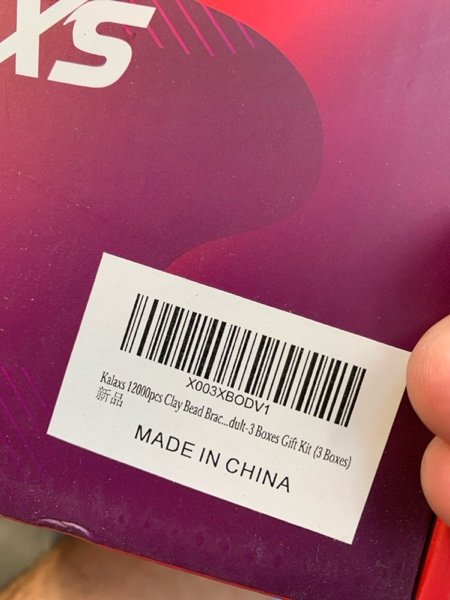 XS
X003XBODV1
Kalaxs 12000pcs Clay Bead Brac...dult-3 Boxes Gift Kit (3 Boxes)
新品
MADE IN CHINA